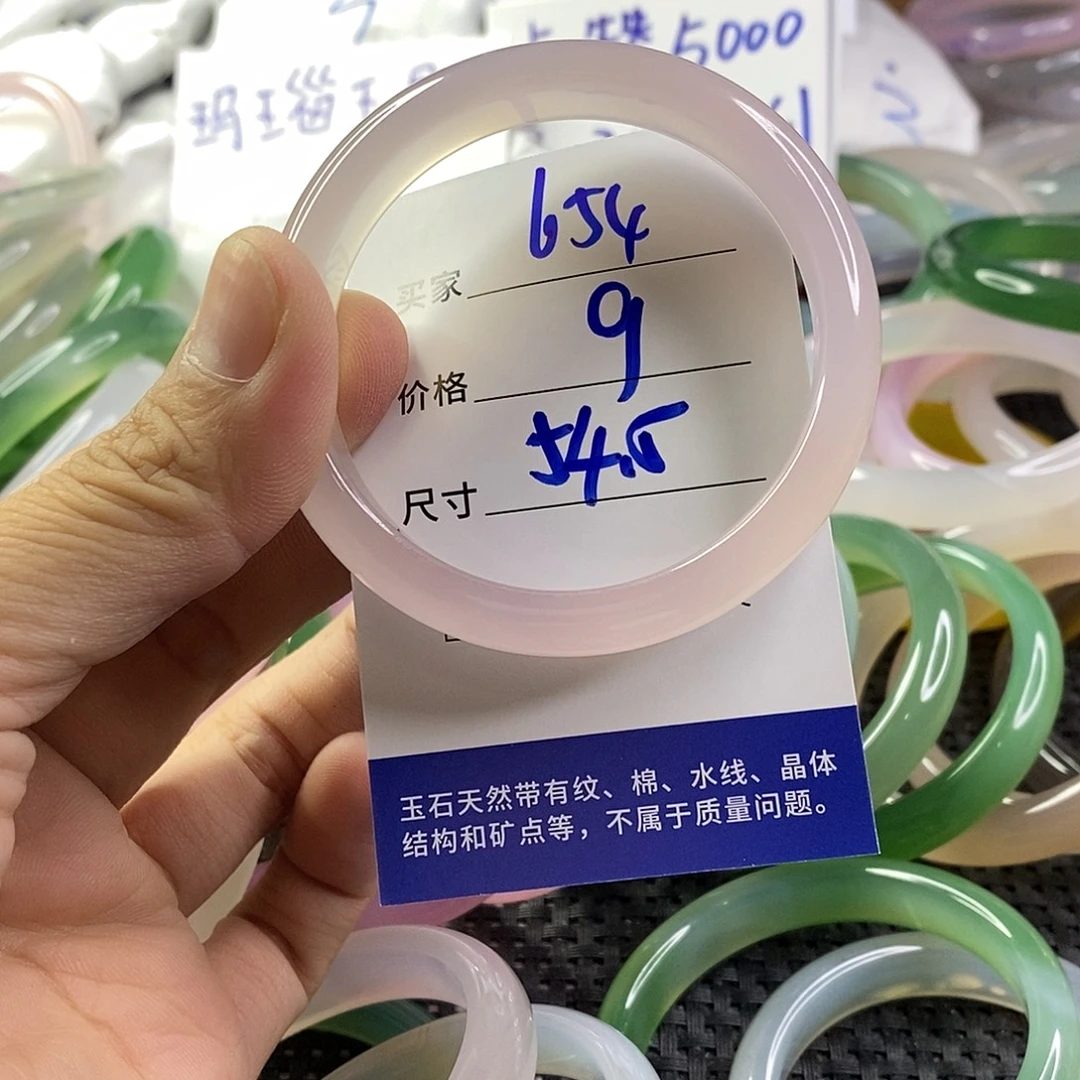 5000
玛瑙玉
买家 654
价格 9
尺寸 54.5
玉石天然带有纹、棉、水线、晶体
结构和矿点等，不属于质量问题。